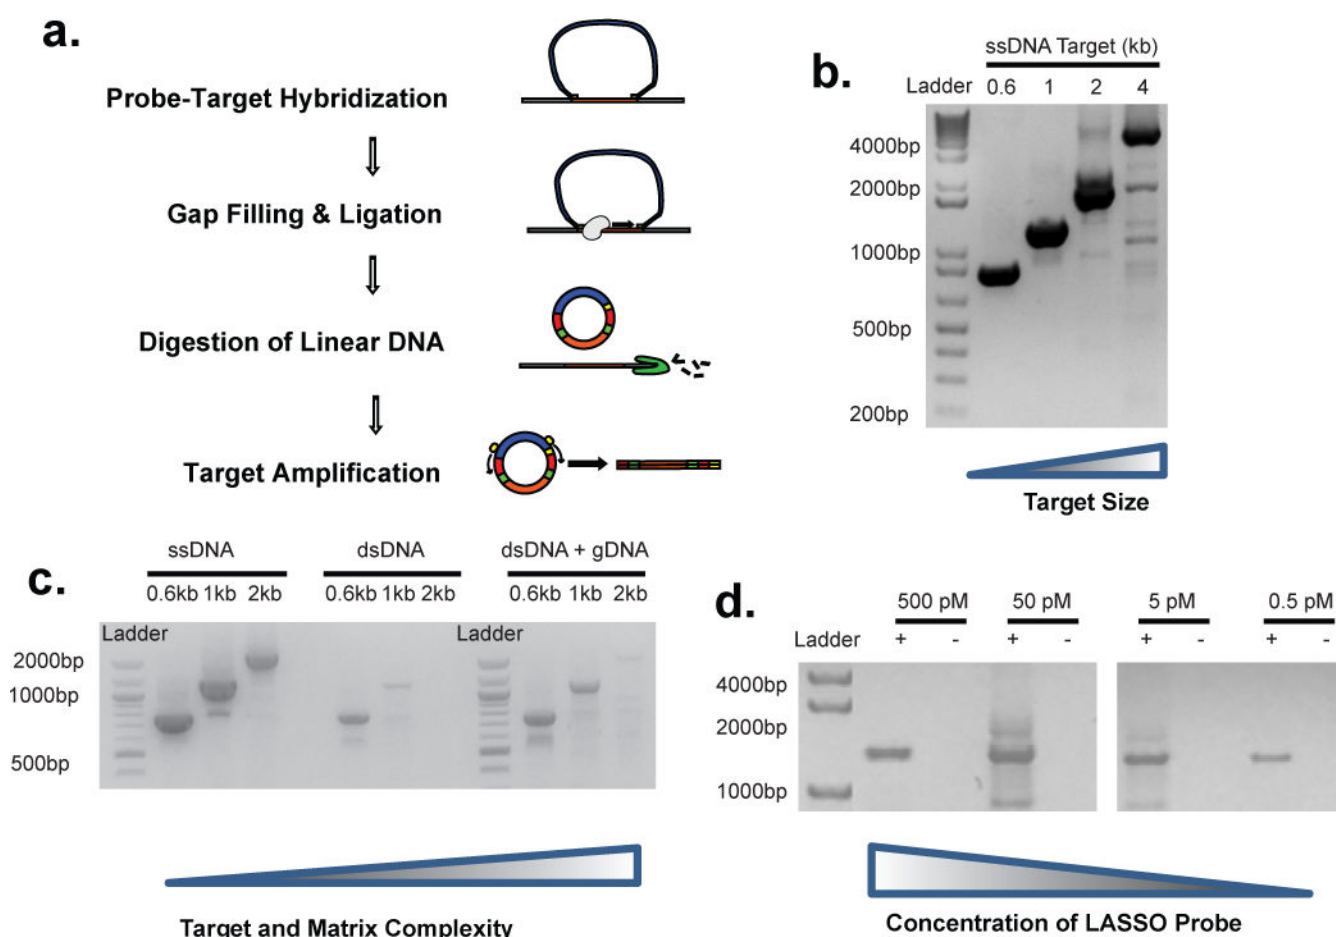 a.
Probe-Target Hybridization
Gap Filling & Ligation
Digestion of Linear DNA
Target Amplification
b.
ssDNA Target (kb)
Ladder 0.6 1 2 4
4000bp
2000bp
1000bp
500bp
200bp
Target Size
c.
ssDNA dsDNA dsDNA + gDNA
0.6kb 1kb 2kb 0.6kb 1kb 2kb 0.6kb 1kb 2kb
Ladder Ladder
2000bp
1000bp
500bp
Target and Matrix Complexity
d.
500 pM 50 pM 5 pM 0.5 pM
Ladder + - + - + - + -
4000bp
2000bp
1000bp
Concentration of LASSO Probe